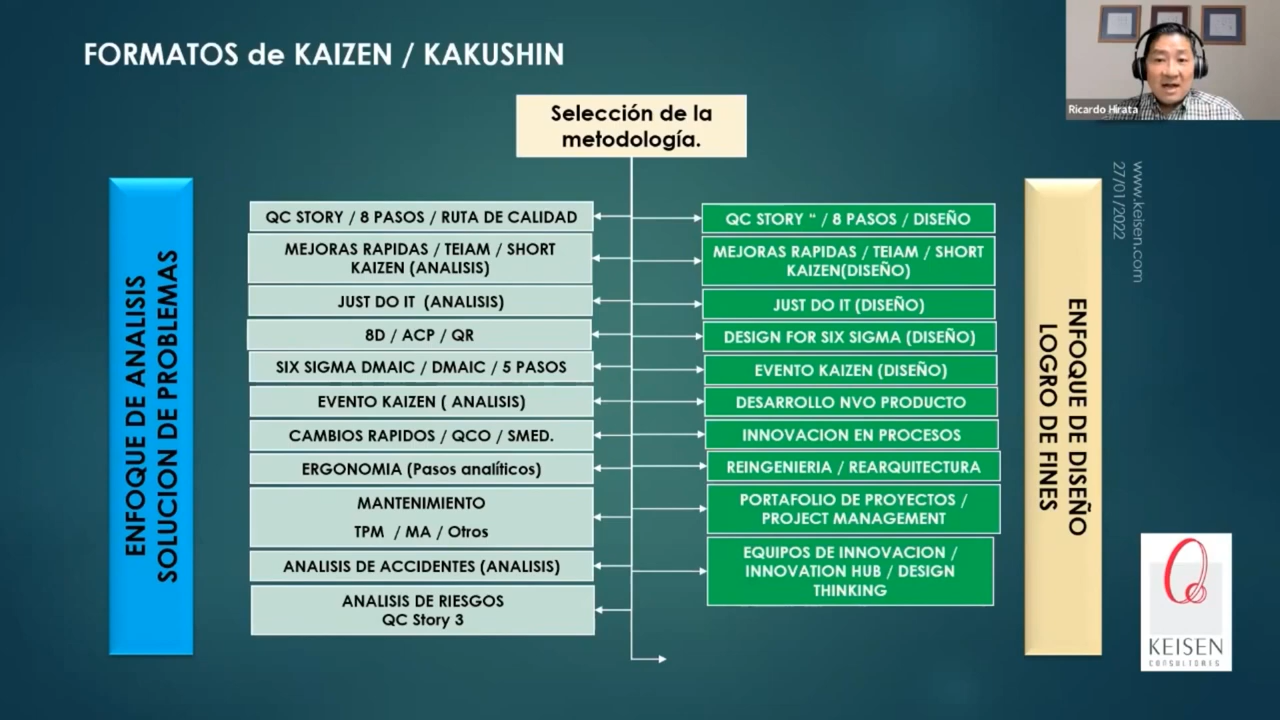 FORMATOS de KAIZEN / KAKUSHIN
Ricardo Hirata
Selección de la
metodología.
www.keisen.com
27/01/2022
ENFOQUE DE ANALISIS
SOLUCION DE PROBLEMAS
QC STORY / 8 PASOS / RUTA DE CALIDAD
MEJORAS RAPIDAS / TEIAM / SHORT
KAIZEN (ANALISIS)
JUST DO IT (ANALISIS)
8D / ACP / QR
SIX SIGMA DMAIC / DMAIC / 5 PASOS
EVENTO KAIZEN ( ANALISIS)
CAMBIOS RAPIDOS / QCO / SMED.
ERGONOMIA (Pasos analíticos)
MANTENIMIENTO
TPM / MA / Otros
ANALISIS DE ACCIDENTES (ANALISIS)
ANALISIS DE RIESGOS
QC Story 3
QC STORY “ / 8 PASOS / DISEÑO
MEJORAS RAPIDAS / TEIAM / SHORT
KAIZEN(DISEÑO)
JUST DO IT (DISEÑO)
DESIGN FOR SIX SIGMA (DISEÑO)
EVENTO KAIZEN (DISEÑO)
DESARROLLO NVO PRODUCTO
INNOVACION EN PROCESOS
REINGENIERIA / REARQUITECTURA
PORTAFOLIO DE PROYECTOS /
PROJECT MANAGEMENT
EQUIPOS DE INNOVACION /
INNOVATION HUB / DESIGN
THINKING
ENFOQUE DE DISEÑO
LOGRO DE FINES
KEISEN
CONSULTORES